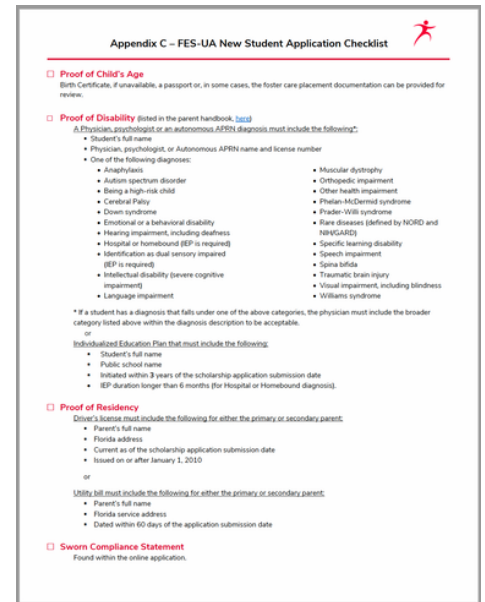 Appendix C – FES-UA New Student Application Checklist
Proof of Child's Age
Birth Certificate, if unavailable, a passport or, in some cases, the foster care placement documentation can be provided for
review.
Proof of Disability (listed in the parent handbook, here)
A Physician, psychologist or an autonomous APRN diagnosis must include the following*:
• Student's full name
• Physician, psychologist, or Autonomous APRN name and license number
• One of the following diagnoses:
• Anaphylaxis
• Autism spectrum disorder
• Being a high-risk child
• Cerebral Palsy
• Down syndrome
• Emotional or a behavioral disability
• Hearing impairment, including deafness
• Hospital or homebound (IEP is required)
• Identification as dual sensory impaired
(IEP is required)
• Intellectual disability (severe cognitive
impairment)
• Language impairment
• Muscular dystrophy
• Orthopedic impairment
• Other health impairment
• Phelan-McDermid syndrome
• Prader-Willi syndrome
• Rare diseases (defined by NORD and
NIH/GARD)
• Specific learning disability
• Speech impairment
• Spina bifida
• Traumatic brain injury
• Visual impairment, including blindness
• Williams syndrome
* If a student has a diagnosis that falls under one of the above categories, the physician must include the broader
category listed above within the diagnosis description to be acceptable.
or
Individualized Education Plan that must include the following:
• Student's full name
• Public school name
• Initiated within 3 years of the scholarship application submission date
• IEP duration longer than 6 months (for Hospital or Homebound diagnosis).
Proof of Residency
Driver's license must include the following for either the primary or secondary parent:
• Parent's full name
• Florida address
• Current as of the scholarship application submission date
• Issued on or after January 1, 2010
or
Utility bill must include the following for either the primary or secondary parent:
• Parent's full name
• Florida service address
• Dated within 60 days of the application submission date
Sworn Compliance Statement
Found within the online application.